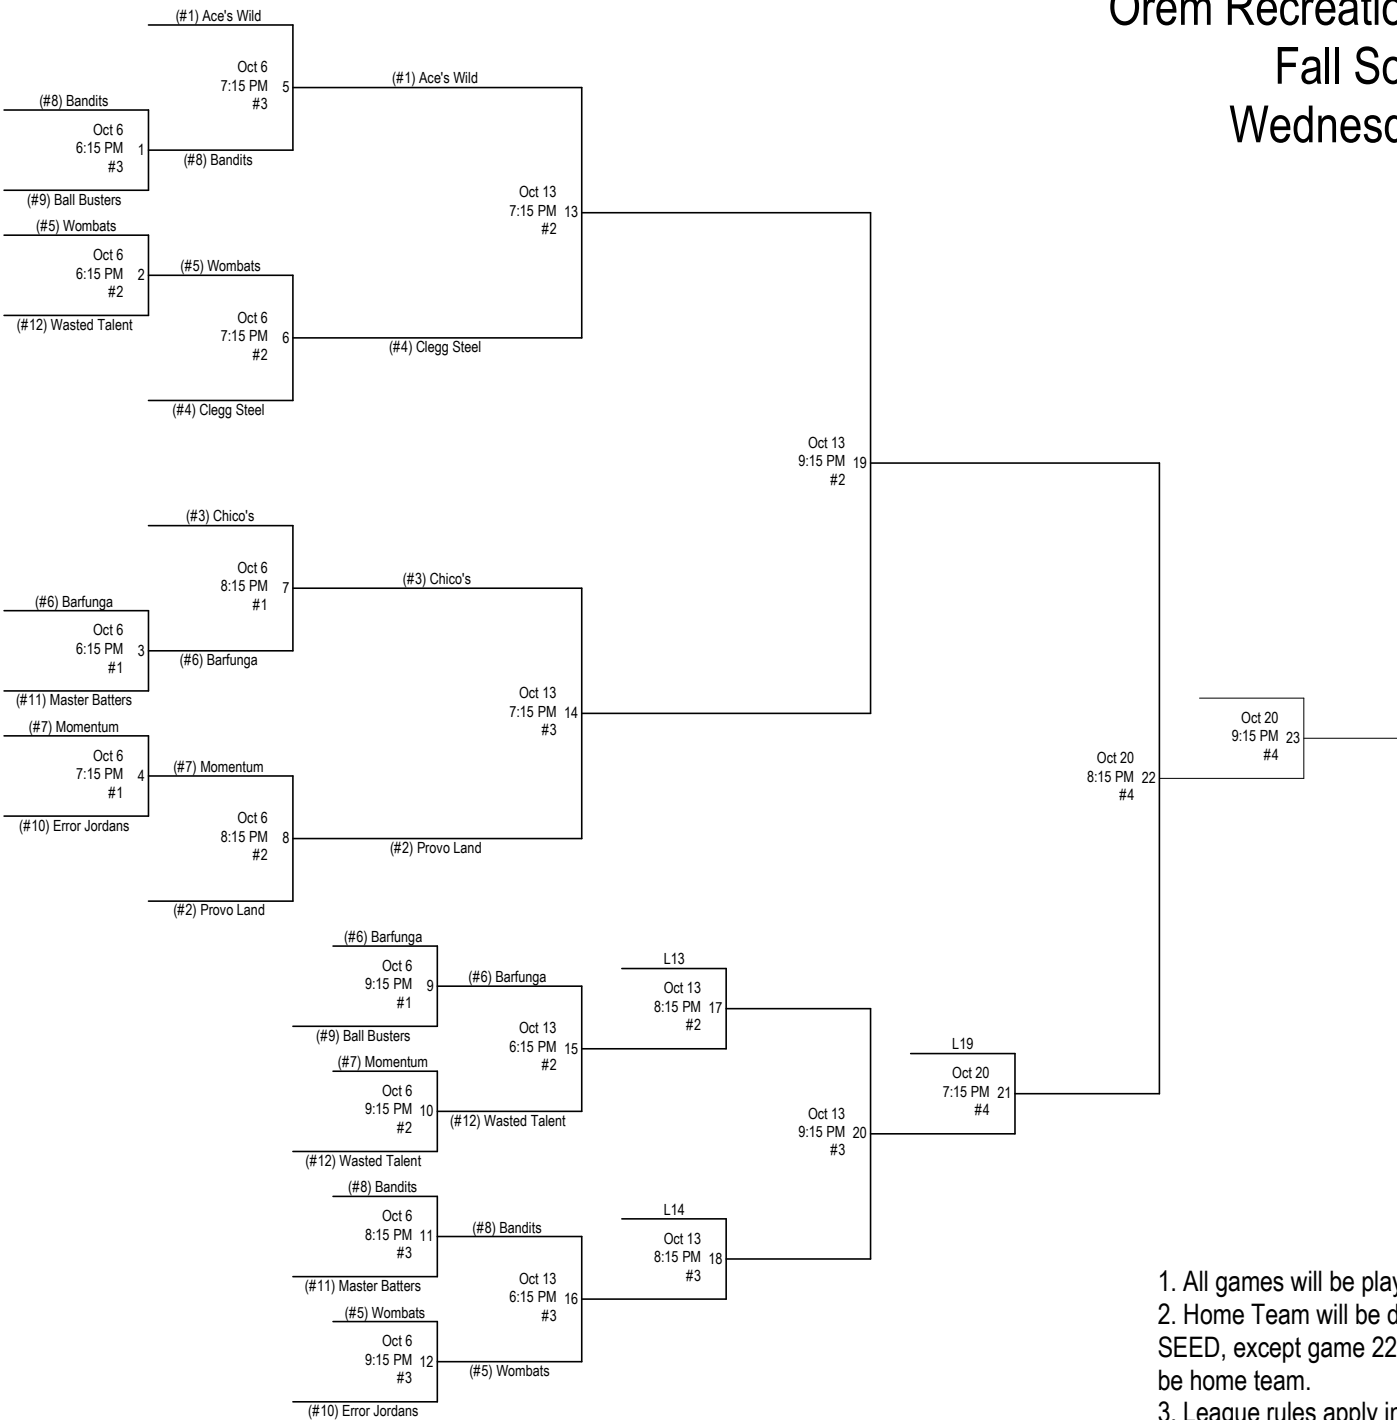 Orem Recreatio
Fall So
Wednesd
(#1) Ace's Wild
Oct 6
7:15 PM 5
#3
(#1) Ace's Wild
(#8) Bandits
Oct 6
6:15 PM 1
#3
(#8) Bandits
(#9) Ball Busters
Oct 13
7:15 PM 13
#2
(#5) Wombats
Oct 6
6:15 PM 2
#2
(#5) Wombats
(#12) Wasted Talent
Oct 6
7:15 PM 6
#2
(#4) Clegg Steel
(#4) Clegg Steel
Oct 13
9:15 PM 19
#2
(#3) Chico's
Oct 6
8:15 PM 7
#1
(#3) Chico's
(#6) Barfunga
Oct 6
6:15 PM 3
#1
(#6) Barfunga
(#11) Master Batters
Oct 13
7:15 PM 14
#3
(#7) Momentum
Oct 6
7:15 PM 4
#1
(#7) Momentum
(#10) Error Jordans
Oct 6
8:15 PM 8
#2
(#2) Provo Land
(#2) Provo Land
Oct 20
8:15 PM 22
#4
Oct 20
9:15 PM 23
#4
(#6) Barfunga
Oct 6
9:15 PM 9
#1
(#6) Barfunga
(#9) Ball Busters
Oct 13
6:15 PM 15
#2
L13
Oct 13
8:15 PM 17
#2
(#7) Momentum
Oct 6
9:15 PM 10
#2
(#12) Wasted Talent
(#12) Wasted Talent
L19
Oct 20
7:15 PM 21
#4
Oct 13
9:15 PM 20
#3
(#8) Bandits
Oct 6
8:15 PM 11
#3
(#8) Bandits
(#11) Master Batters
L14
Oct 13
8:15 PM 18
#3
Oct 13
6:15 PM 16
#3
(#5) Wombats
Oct 6
9:15 PM 12
#3
(#5) Wombats
(#10) Error Jordans
1. All games will be play
2. Home Team will be d
SEED, except game 22
be home team.
3. League rules apply in